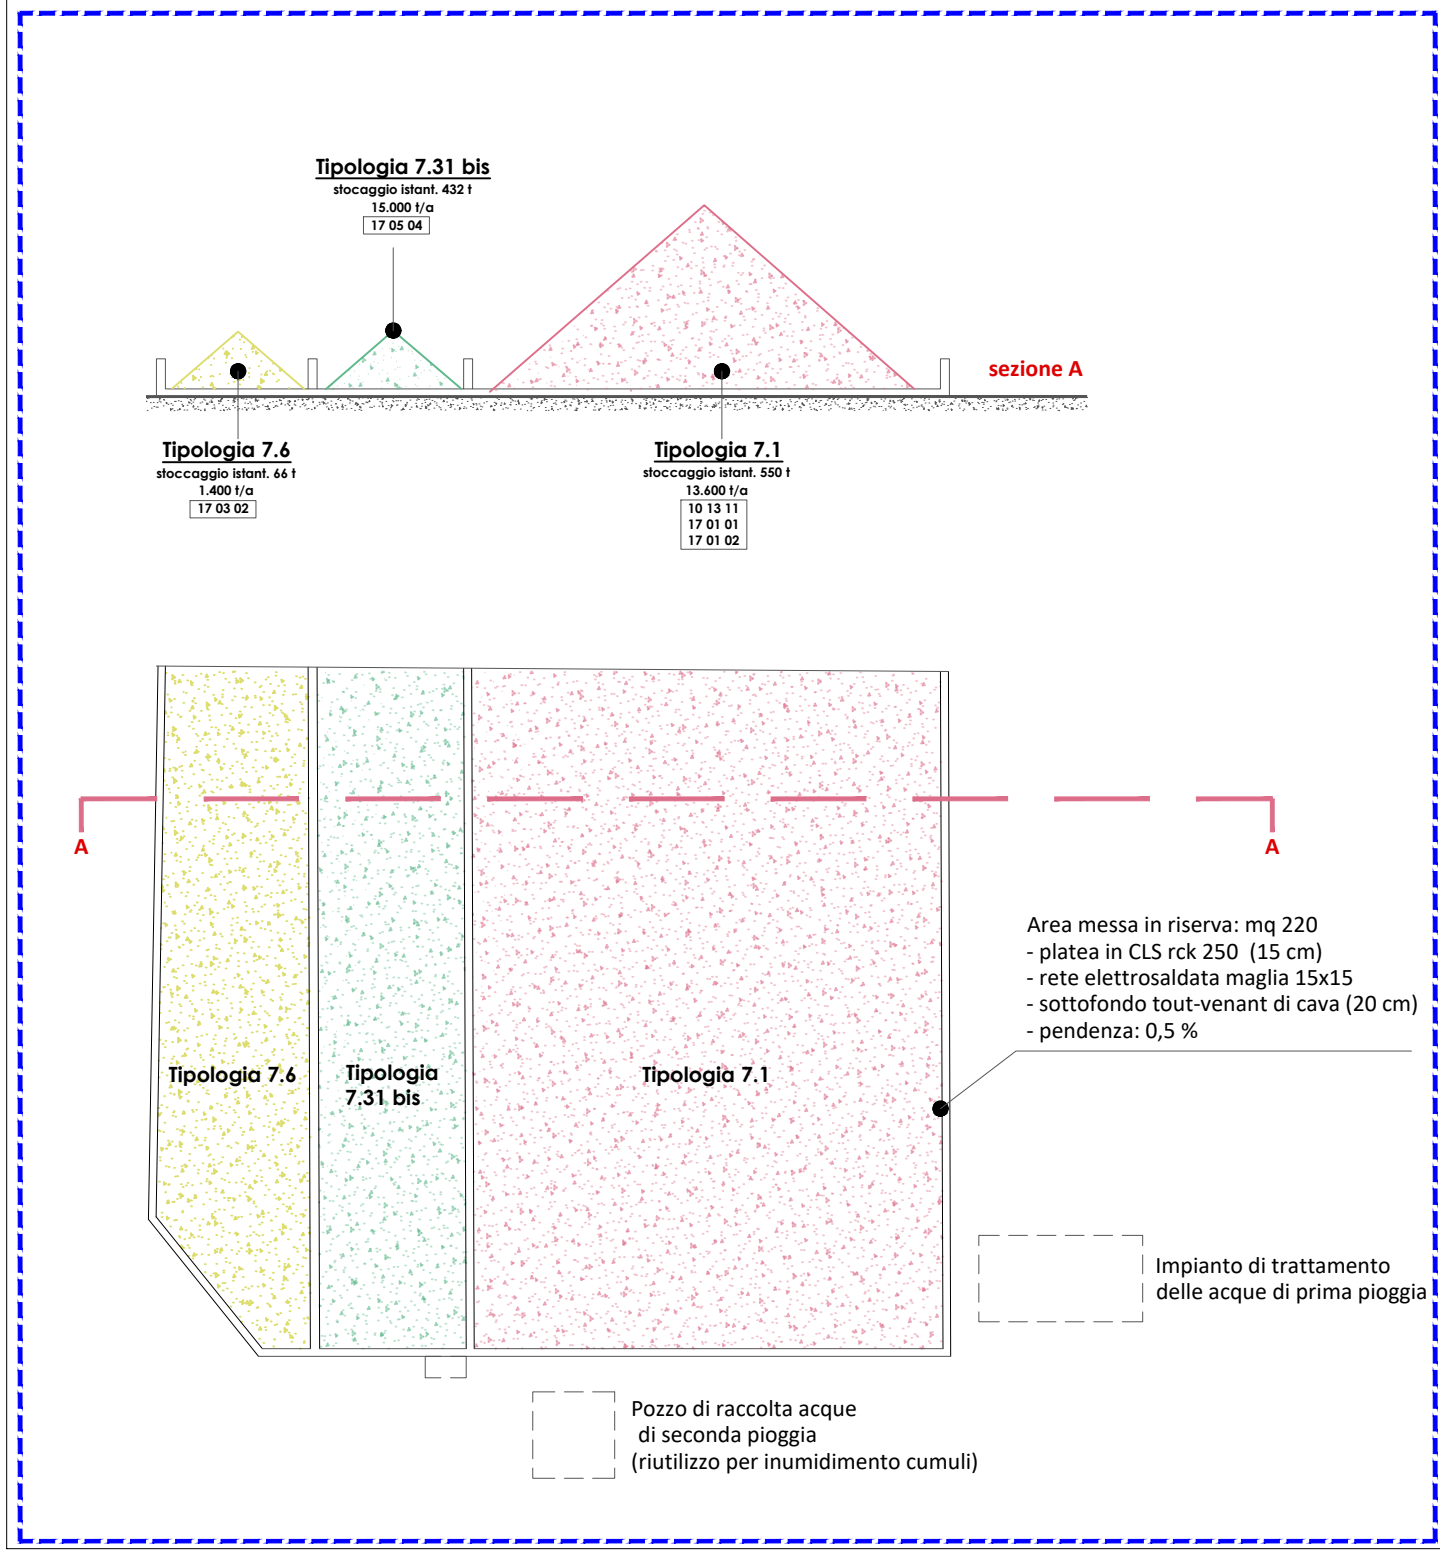 Tipologia 7.31 bis
stocaggio istant. 432 t
15.000 t/a
17 05 04
sezione A
Tipologia 7.6
stoccaggio istant. 66 t
1.400 t/a
17 03 02
Tipologia 7.1
stoccaggio istant. 550 t
13.600 t/a
10 13 11
17 01 01
17 01 02
A
A
Area messa in riserva: mq 220
- platea in CLS rck 250 (15 cm)
- rete elettrosaldata maglia 15x15
- sottofondo tout-venant di cava (20 cm)
- pendenza: 0,5 %
Tipologia 7.6
Tipologia
7.31 bis
Tipologia 7.1
Impianto di trattamento
delle acque di prima pioggia
Pozzo di raccolta acque
di seconda pioggia
(riutilizzo per inumidimento cumuli)